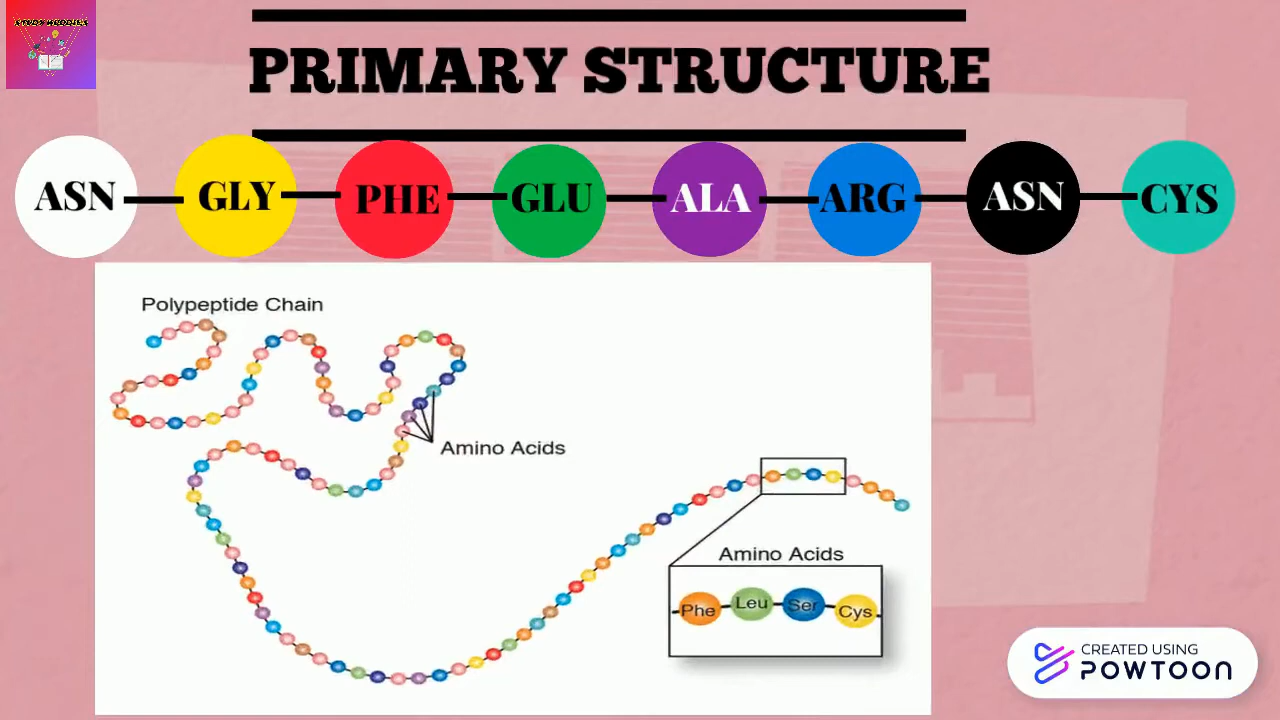 PRIMARY STRUCTURE
ASN GLY PHE GLU ALA ARG ASN CYS
Polypeptide Chain
Amino Acids
Amino Acids
Phe Leu Ser Cys
CREATED USING
POWTOON